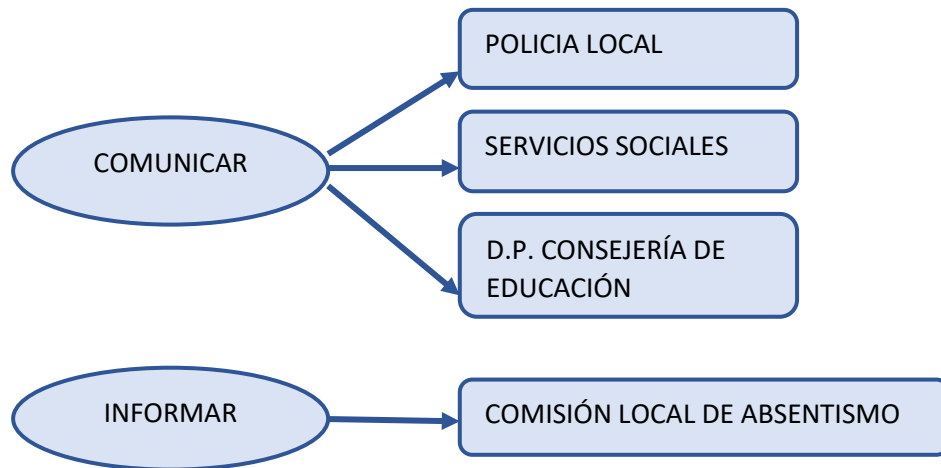 POLICIA LOCAL
COMUNICAR
SERVICIOS SOCIALES
D.P. CONSEJERÍA DE
EDUCACIÓN
INFORMAR
COMISIÓN LOCAL DE ABSENTISMO